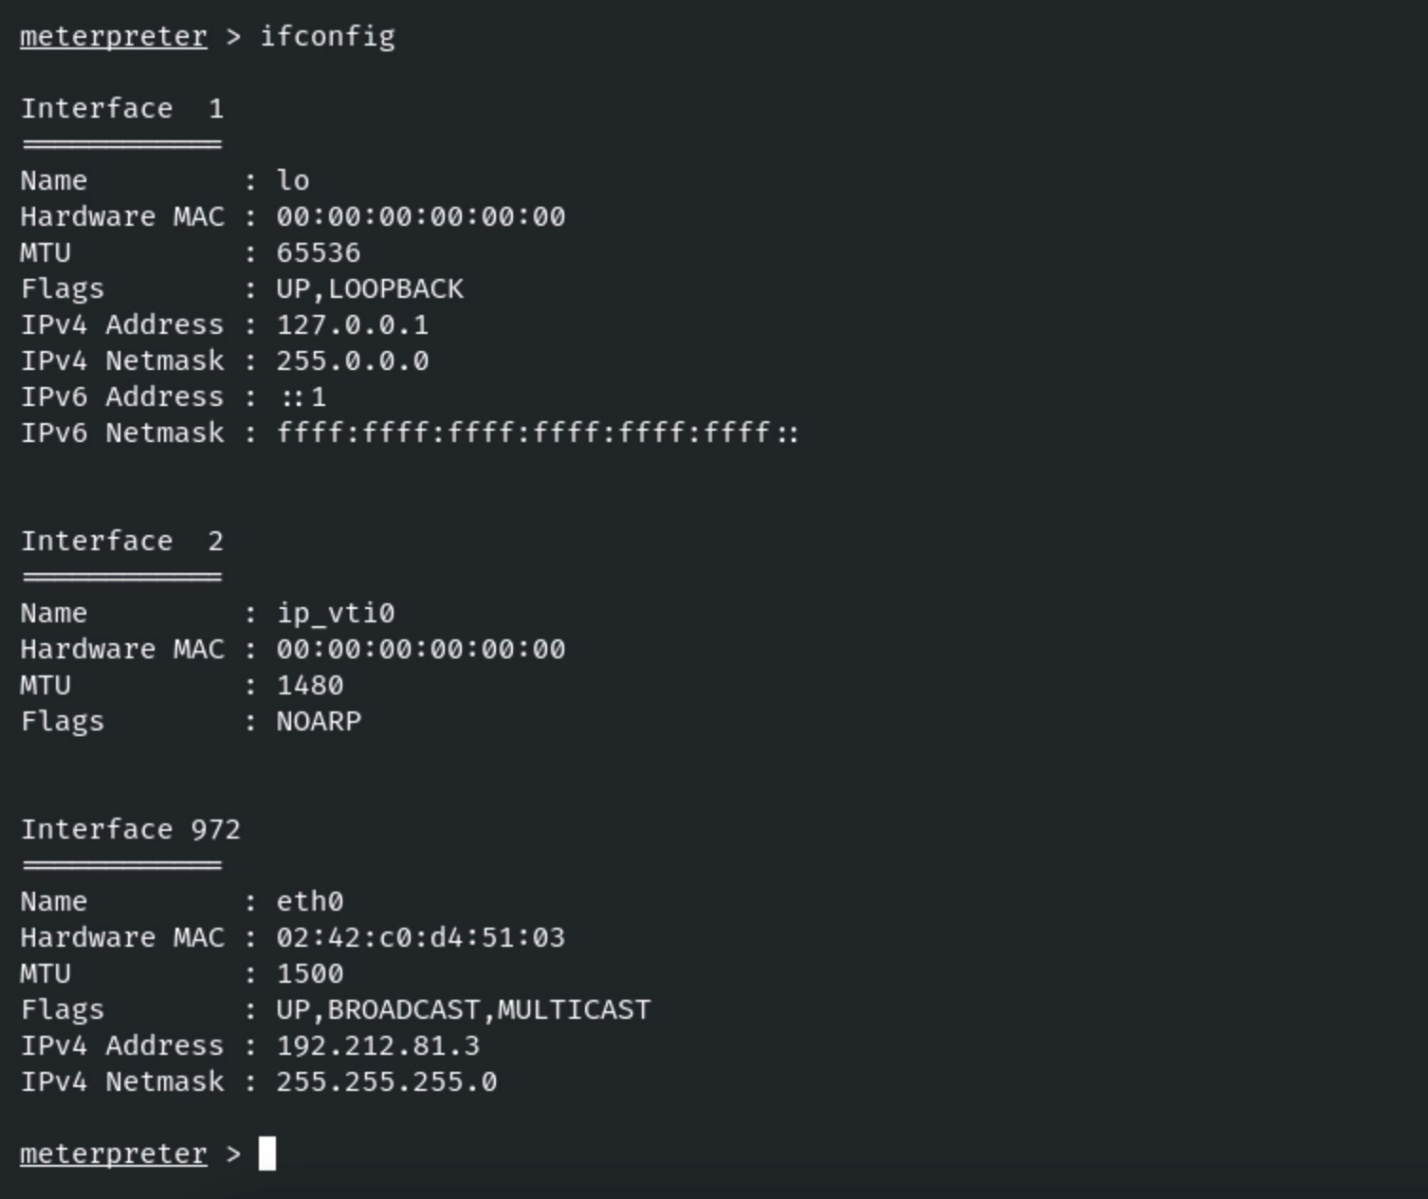 meterpreter > ifconfig
Interface  1
============
Name         : lo
Hardware MAC : 00:00:00:00:00:00
MTU          : 65536
Flags        : UP,LOOPBACK
IPv4 Address : 127.0.0.1
IPv4 Netmask : 255.0.0.0
IPv6 Address : ::1
IPv6 Netmask : ffff:ffff:ffff:ffff:ffff:ffff::
Interface  2
============
Name         : ip_vti0
Hardware MAC : 00:00:00:00:00:00
MTU          : 1480
Flags        : NOARP
Interface 972
============
Name         : eth0
Hardware MAC : 02:42:c0:d4:51:03
MTU          : 1500
Flags        : UP,BROADCAST,MULTICAST
IPv4 Address : 192.212.81.3
IPv4 Netmask : 255.255.255.0
meterpreter >